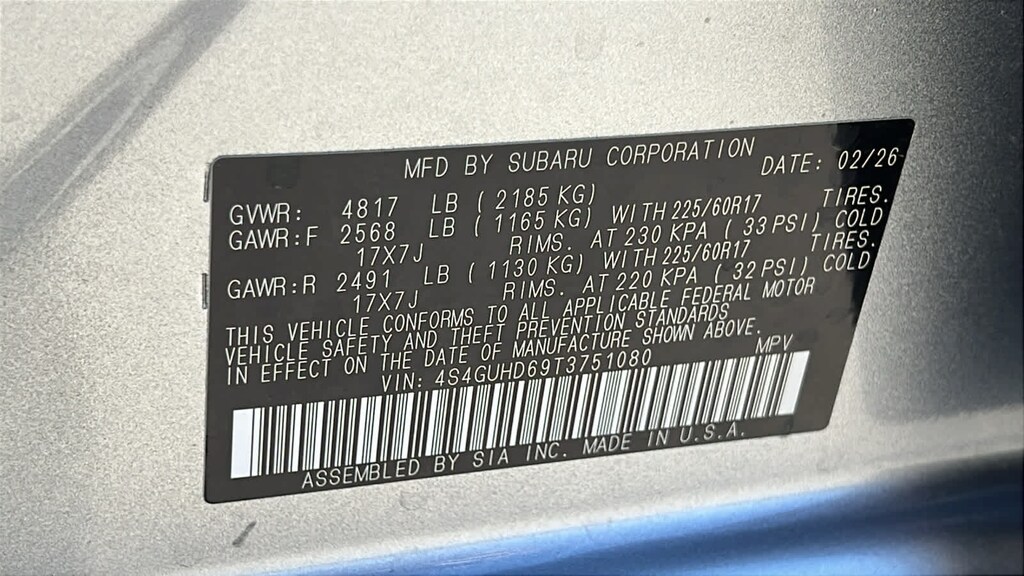 MFD BY SUBARU CORPORATION DATE: 02/26
GVWR: 4817 LB ( 2185 KG)
GAWR:F 2568 LB ( 1165 KG) WITH 225/60R17 TIRES.
17X7J RIMS. AT 230 KPA ( 33 PSI) COLD
GAWR:R 2491 LB ( 1130 KG) WITH 225/60R17 TIRES.
17X7J RIMS. AT 220 KPA ( 32 PSI) COLD
THIS VEHICLE CONFORMS TO ALL APPLICABLE FEDERAL MOTOR
VEHICLE SAFETY AND THEFT PREVENTION STANDARDS
IN EFFECT ON THE DATE OF MANUFACTURE SHOWN ABOVE.
VIN: 4S4GUHD69T3751080 MPV
ASSEMBLED BY SIA INC. MADE IN U.S.A.